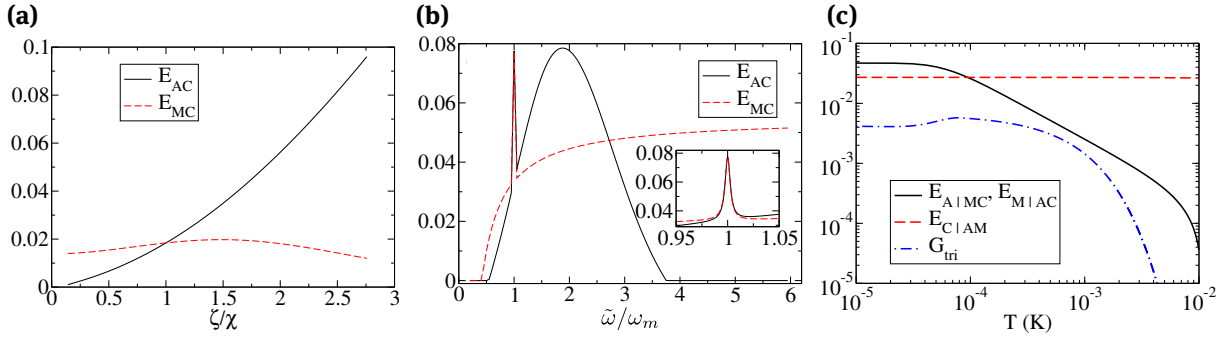 (a)
0.1
0.08
0.06
0.04
0.02
0
0 0.5 1 1.5 2 2.5 3
ζ/χ
E_AC
E_MC
(b)
0.08
0.06
0.04
0.02
0.00
0 1 2 3 4 5 6
ω̃/ω_m
E_AC
E_MC
0.08
0.06
0.04
0.95 1 1.05
(c)
10^-1
10^-2
10^-3
10^-4
10^-5
10^-5 10^-4 10^-3 10^-2
T (K)
E_A|MC, E_M|AC
E_C|AM
G_tri